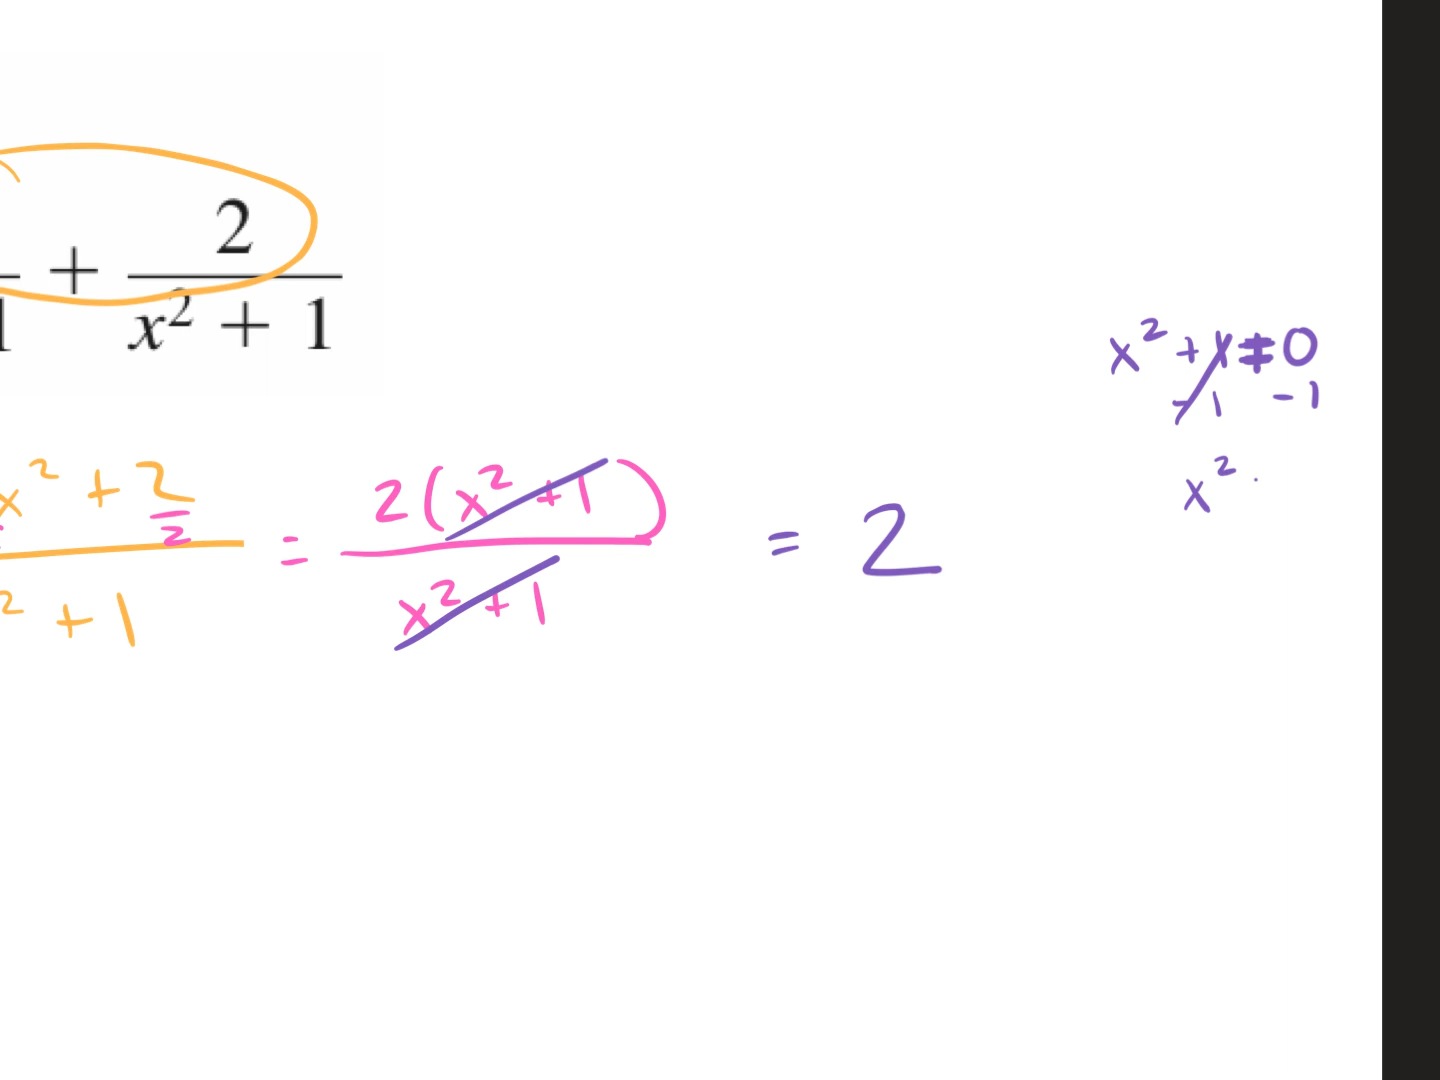 + 2
x² + 1
x² + 1 ≠ 0
- 1 - 1
x²
x² + 2 = 2(x² + 1) = 2
2
² + 1 x² + 1